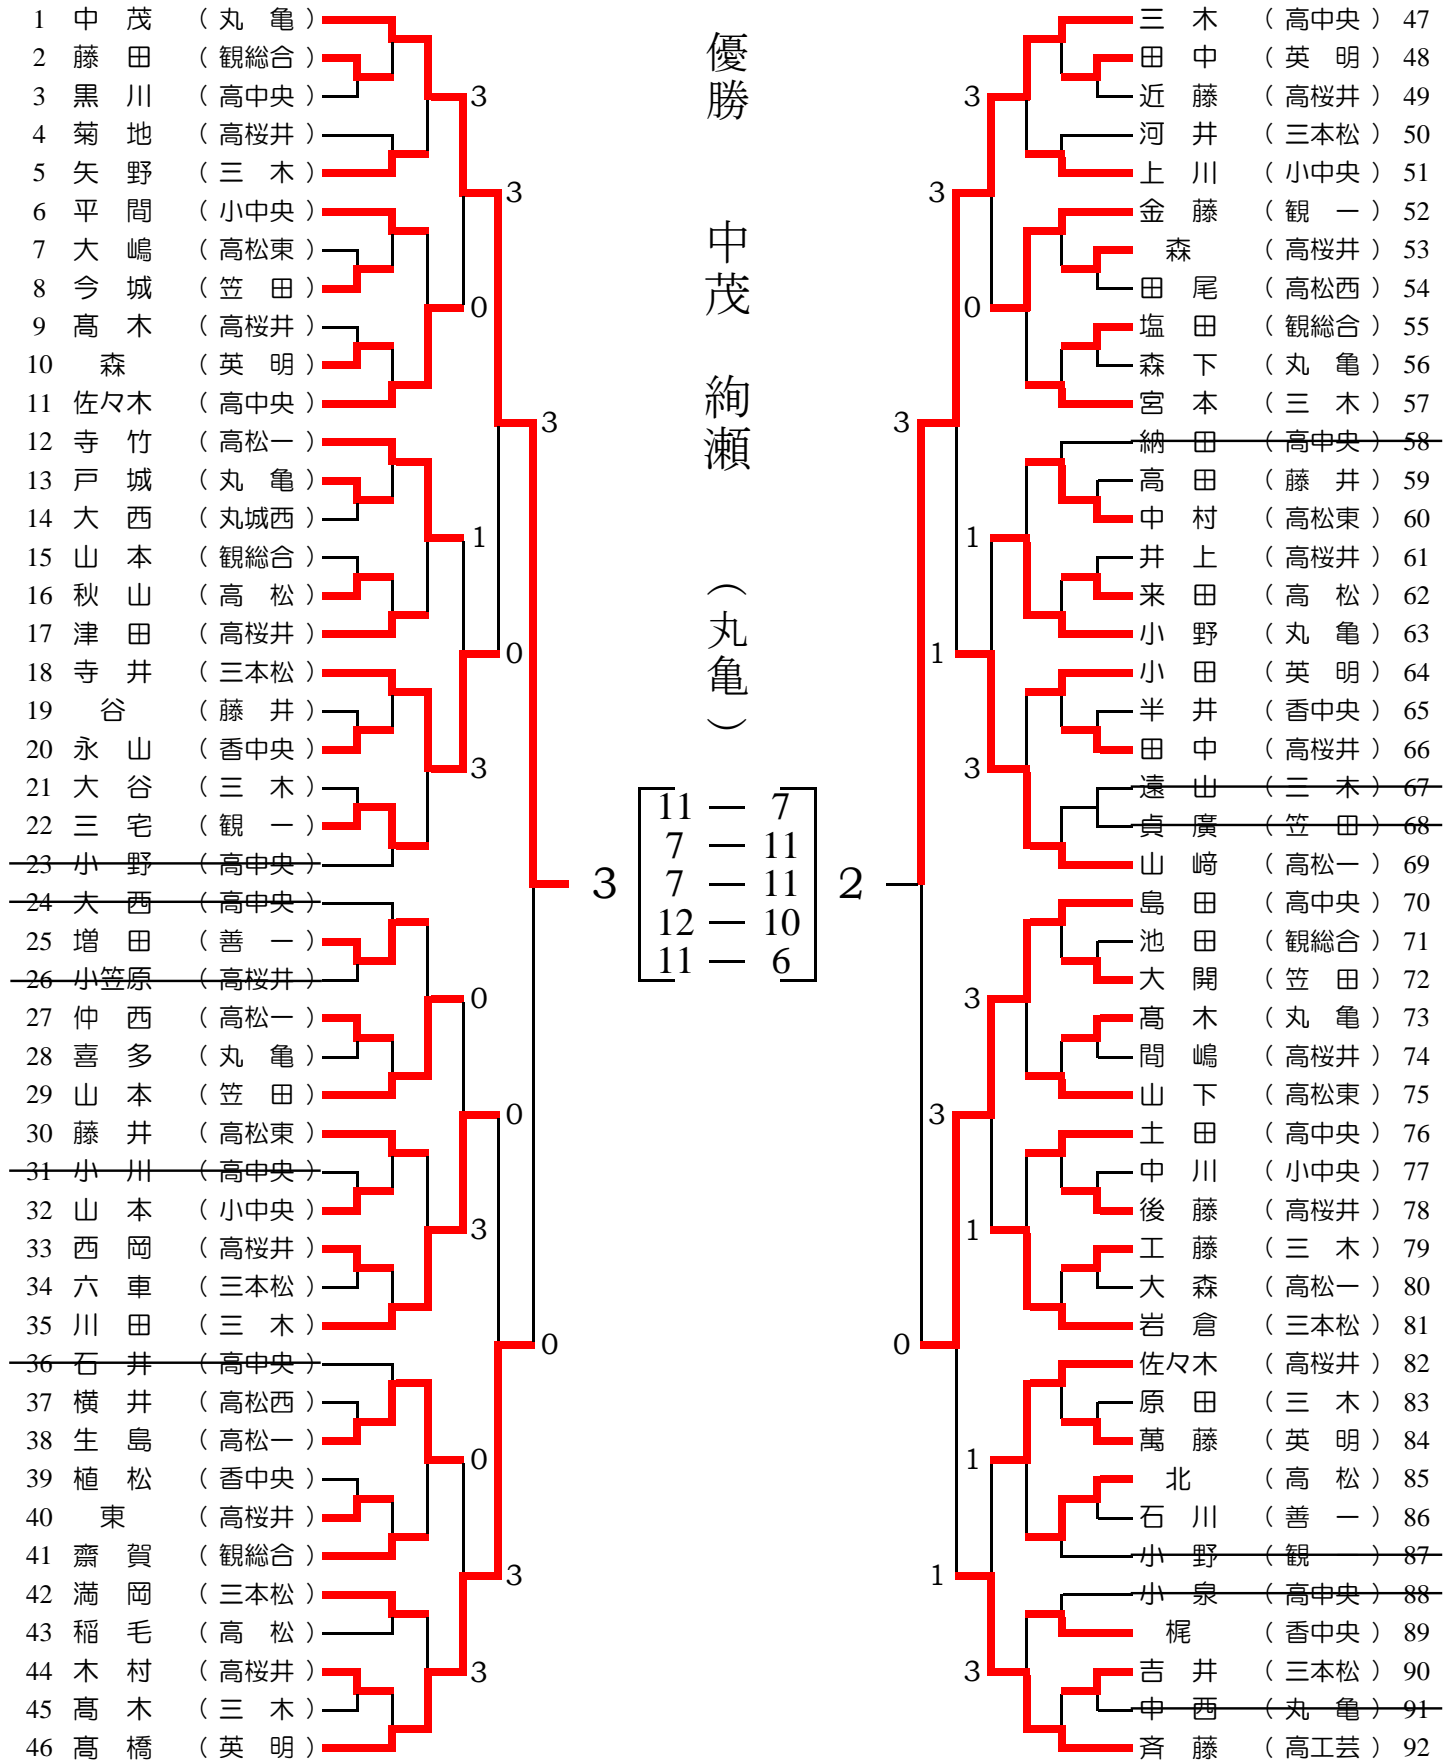 1 中 茂 （ 丸 亀 ）
2 藤 田 （ 観総合 ）
3 黒 川 （ 高中央 ）
4 菊 地 （ 高桜井 ）
5 矢 野 （ 三 木 ）
6 平 間 （ 小中央 ）
7 大 嶋 （ 高松東 ）
8 今 城 （ 笠 田 ）
9 髙 木 （ 高桜井 ）
10 森 （ 英 明 ）
11 佐々木 （ 高中央 ）
12 寺 竹 （ 高松一 ）
13 戸 城 （ 丸 亀 ）
14 大 西 （ 丸城西 ）
15 山 本 （ 観総合 ）
16 秋 山 （ 高 松 ）
17 津 田 （ 高桜井 ）
18 寺 井 （ 三本松 ）
19 谷 （ 藤 井 ）
20 永 山 （ 香中央 ）
21 大 谷 （ 三 木 ）
22 三 宅 （ 観 一 ）
23 小 野 （ 高中央 ）
24 大 西 （ 高中央 ）
25 増 田 （ 善 一 ）
26 小笠原 （ 高桜井 ）
27 仲 西 （ 高松一 ）
28 喜 多 （ 丸 亀 ）
29 山 本 （ 笠 田 ）
30 藤 井 （ 高松東 ）
31 小 川 （ 高中央 ）
32 山 本 （ 小中央 ）
33 西 岡 （ 高桜井 ）
34 六 車 （ 三本松 ）
35 川 田 （ 三 木 ）
36 石 井 （ 高中央 ）
37 横 井 （ 高松西 ）
38 生 島 （ 高松一 ）
39 植 松 （ 香中央 ）
40 東 （ 高桜井 ）
41 齋 賀 （ 観総合 ）
42 満 岡 （ 三本松 ）
43 稲 毛 （ 高 松 ）
44 木 村 （ 高桜井 ）
45 髙 木 （ 三 木 ）
46 髙 橋 （ 英 明 ）
3
0
1
3
0
3
0
3
3
0
0
3
3
0
優勝 中茂 絢瀬 （丸亀）
3
11 — 7
7 — 11
7 — 11
12 — 10
11 — 6
2
3
0
3
1
3
1
3
0
3
1
3
1
1
3
三 木 （ 高中央 ） 47
田 中 （ 英 明 ） 48
近 藤 （ 高桜井 ） 49
河 井 （ 三本松 ） 50
上 川 （ 小中央 ） 51
金 藤 （ 観 一 ） 52
森 （ 高桜井 ） 53
田 尾 （ 高松西 ） 54
塩 田 （ 観総合 ） 55
森 下 （ 丸 亀 ） 56
宮 本 （ 三 木 ） 57
納 田 （ 高中央 ） 58
高 田 （ 藤 井 ） 59
中 村 （ 高松東 ） 60
井 上 （ 高桜井 ） 61
来 田 （ 高 松 ） 62
小 野 （ 丸 亀 ） 63
小 田 （ 英 明 ） 64
半 井 （ 香中央 ） 65
田 中 （ 高桜井 ） 66
遠 山 （ 三 木 ） 67
貞 廣 （ 笠 田 ） 68
山 﨑 （ 高松一 ） 69
島 田 （ 高中央 ） 70
池 田 （ 観総合 ） 71
大 開 （ 笠 田 ） 72
髙 木 （ 丸 亀 ） 73
間 嶋 （ 高桜井 ） 74
山 下 （ 高松東 ） 75
土 田 （ 高中央 ） 76
中 川 （ 小中央 ） 77
後 藤 （ 高桜井 ） 78
工 藤 （ 三 木 ） 79
大 森 （ 高松一 ） 80
岩 倉 （ 三本松 ） 81
佐々木 （ 高桜井 ） 82
原 田 （ 三 木 ） 83
萬 藤 （ 英 明 ） 84
北 （ 高 松 ） 85
石 川 （ 善 一 ） 86
小 野 （ 観 ） 87
小 泉 （ 高中央 ） 88
梶 （ 香中央 ） 89
吉 井 （ 三本松 ） 90
中 西 （ 丸 亀 ） 91
斉 藤 （ 高工芸 ） 92